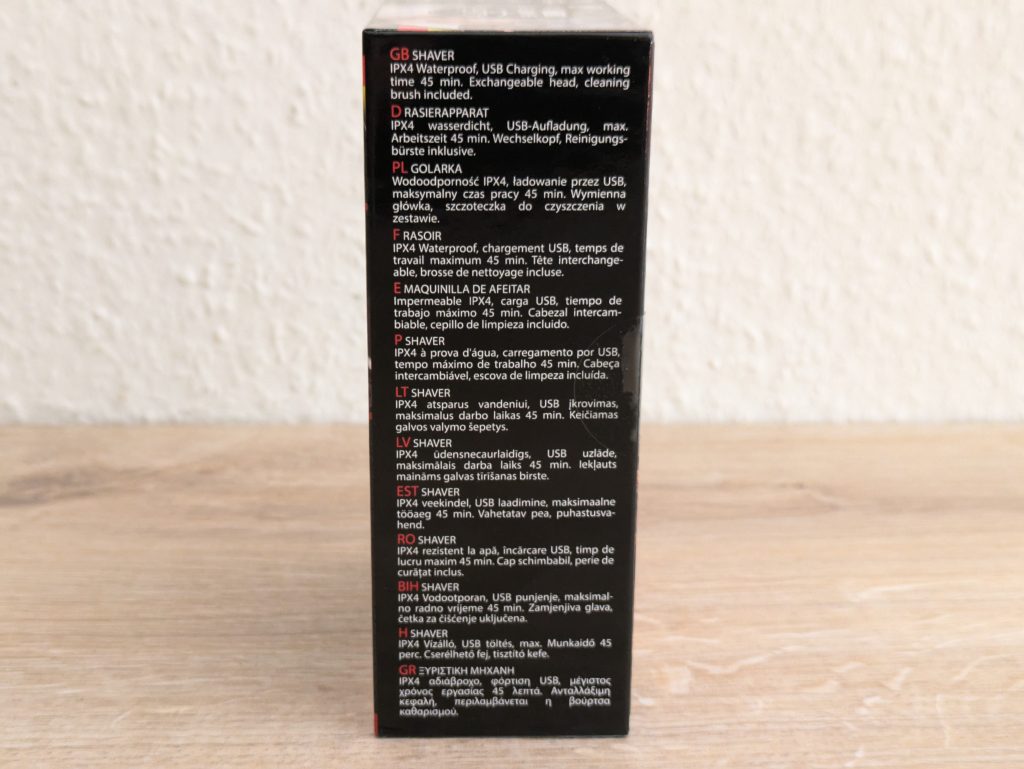 GB SHAVER
IPX4 Waterproof, USB Charging, max working
time 45 min. Exchangeable head, cleaning
brush included.
D RASIERAPPARAT
IPX4 wasserdicht, USB-Aufladung, max.
Arbeitszeit 45 min. Wechselkopf, Reinigungs-
bürste inklusive.
PL GOLARKA
Wodoodporność IPX4, ładowanie przez USB,
maksymalny czas pracy 45 min. Wymienna
główka, szczoteczka do czyszczenia w
zestawie.
F RASOIR
IPX4 Waterproof, chargement USB, temps de
travail maximum 45 min. Tête interchange-
able, brosse de nettoyage incluse.
E MAQUINILLA DE AFEITAR
Impermeable IPX4, carga USB, tiempo de
trabajo máximo 45 min. Cabezal intercam-
biable, cepillo de limpieza incluido.
P SHAVER
IPX4 à prova d'água, carregamento por USB,
tempo máximo de trabalho 45 min. Cabeça
intercambiável, escova de limpeza incluída.
LT SHAVER
IPX4 atsparus vandeniui, USB įkrovimas,
maksimalus darbo laikas 45 min. Keičiamas
galvos valymo šepetys.
LV SHAVER
IPX4 ūdensnecaurlaidīgs, USB uzlāde,
maksimālais darba laiks 45 min. Iekļauts
maināms galvas tīrīšanas birste.
EST SHAVER
IPX4 veekindel, USB laadimine, maksimaalne
tööaeg 45 min. Vahetatav pea, puhastusva-
hend.
RO SHAVER
IPX4 rezistent la apă, încărcare USB, timp de
lucru maxim 45 min. Cap schimbabil, perie de
curățat inclus.
BIH SHAVER
IPX4 Vodootporan, USB punjenje, maksimal-
no radno vrijeme 45 min. Zamjenjiva glava,
četka za čišćenje uključena.
H SHAVER
IPX4 Vízálló, USB töltés, max. Munkaidő 45
perc. Cserélhető fej, tisztító kefe.
GR ΞΥΡΙΣΤΙΚΗ ΜΗΧΑΝΗ
IPX4 αδιάβροχο, φόρτιση USB, μέγιστος
χρόνος εργασίας 45 λεπτά. Ανταλλάξιμη
κεφαλή, περιλαμβάνεται η βούρτσα
καθαρισμού.